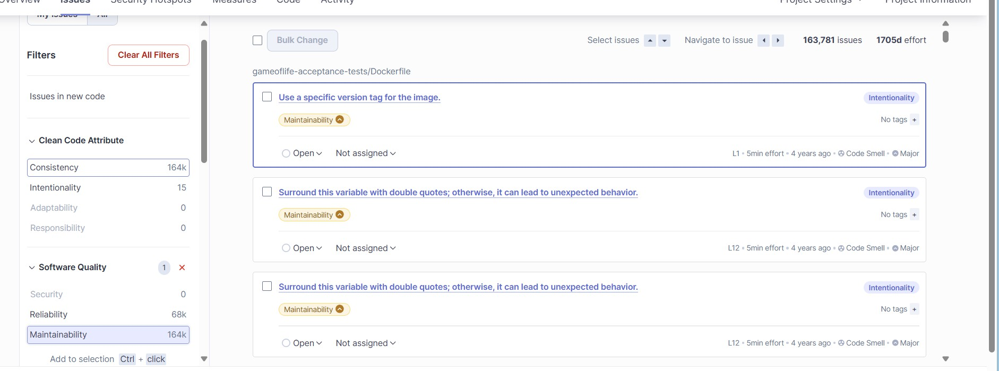 Overview Issues Security Hotspots Measures Code Activity Project Settings Project Information
My Issues All
Filters
Clear All Filters
Issues in new code
Clean Code Attribute
Consistency 164k
Intentionality 15
Adaptability 0
Responsibility 0
Software Quality 1
Security 0
Reliability 68k
Maintainability 164k
Add to selection Ctrl + click
Bulk Change
Select issues
Navigate to issue
163,781 issues
1705d effort
gameoflife-acceptance-tests/Dockerfile
Use a specific version tag for the image.
Intentionality
Maintainability
No tags +
Open Not assigned
L1 • 5min effort • 4 years ago • Code Smell • Major
Surround this variable with double quotes; otherwise, it can lead to unexpected behavior.
Intentionality
Maintainability
No tags +
Open Not assigned
L12 • 5min effort • 4 years ago • Code Smell • Major
Surround this variable with double quotes; otherwise, it can lead to unexpected behavior.
Intentionality
Maintainability
No tags +
Open Not assigned
L12 • 5min effort • 4 years ago • Code Smell • Major